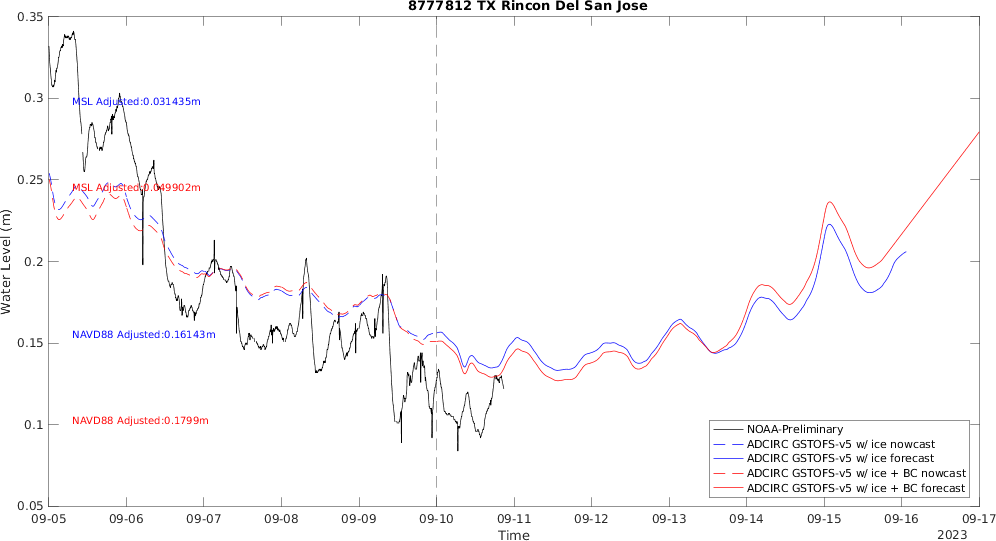 8777812 TX Rincon Del San Jose
0.35
0.3
0.25
0.2
0.15
0.1
0.05
Water Level (m)
MSL Adjusted:0.031435m
MSL Adjusted:0.049902m
NAVD88 Adjusted:0.16143m
NAVD88 Adjusted:0.1799m
NOAA-Preliminary
ADCIRC GSTOFS-v5 w/ ice nowcast
ADCIRC GSTOFS-v5 w/ ice forecast
ADCIRC GSTOFS-v5 w/ ice + BC nowcast
ADCIRC GSTOFS-v5 w/ ice + BC forecast
09-05 09-06 09-07 09-08 09-09 09-10 09-11 09-12 09-13 09-14 09-15 09-16 09-17
Time
2023